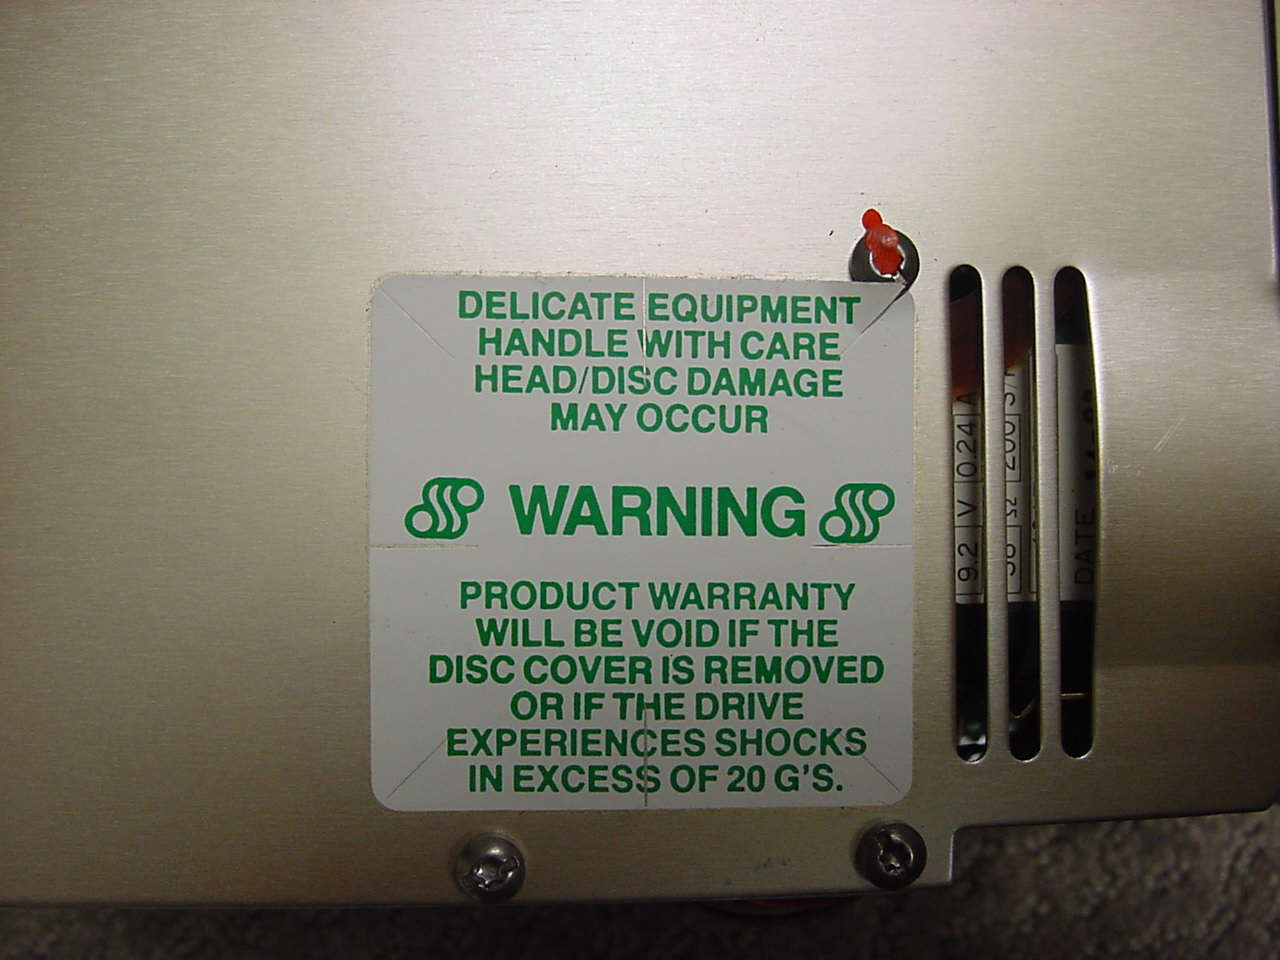 DELICATE EQUIPMENT
HANDLE WITH CARE
HEAD/DISC DAMAGE
MAY OCCUR
WARNING
PRODUCT WARRANTY
WILL BE VOID IF THE
DISC COVER IS REMOVED
OR IF THE DRIVE
EXPERIENCES SHOCKS
IN EXCESS OF 20 G'S.
9.2 V 0.24 A
Ω 200
DATE